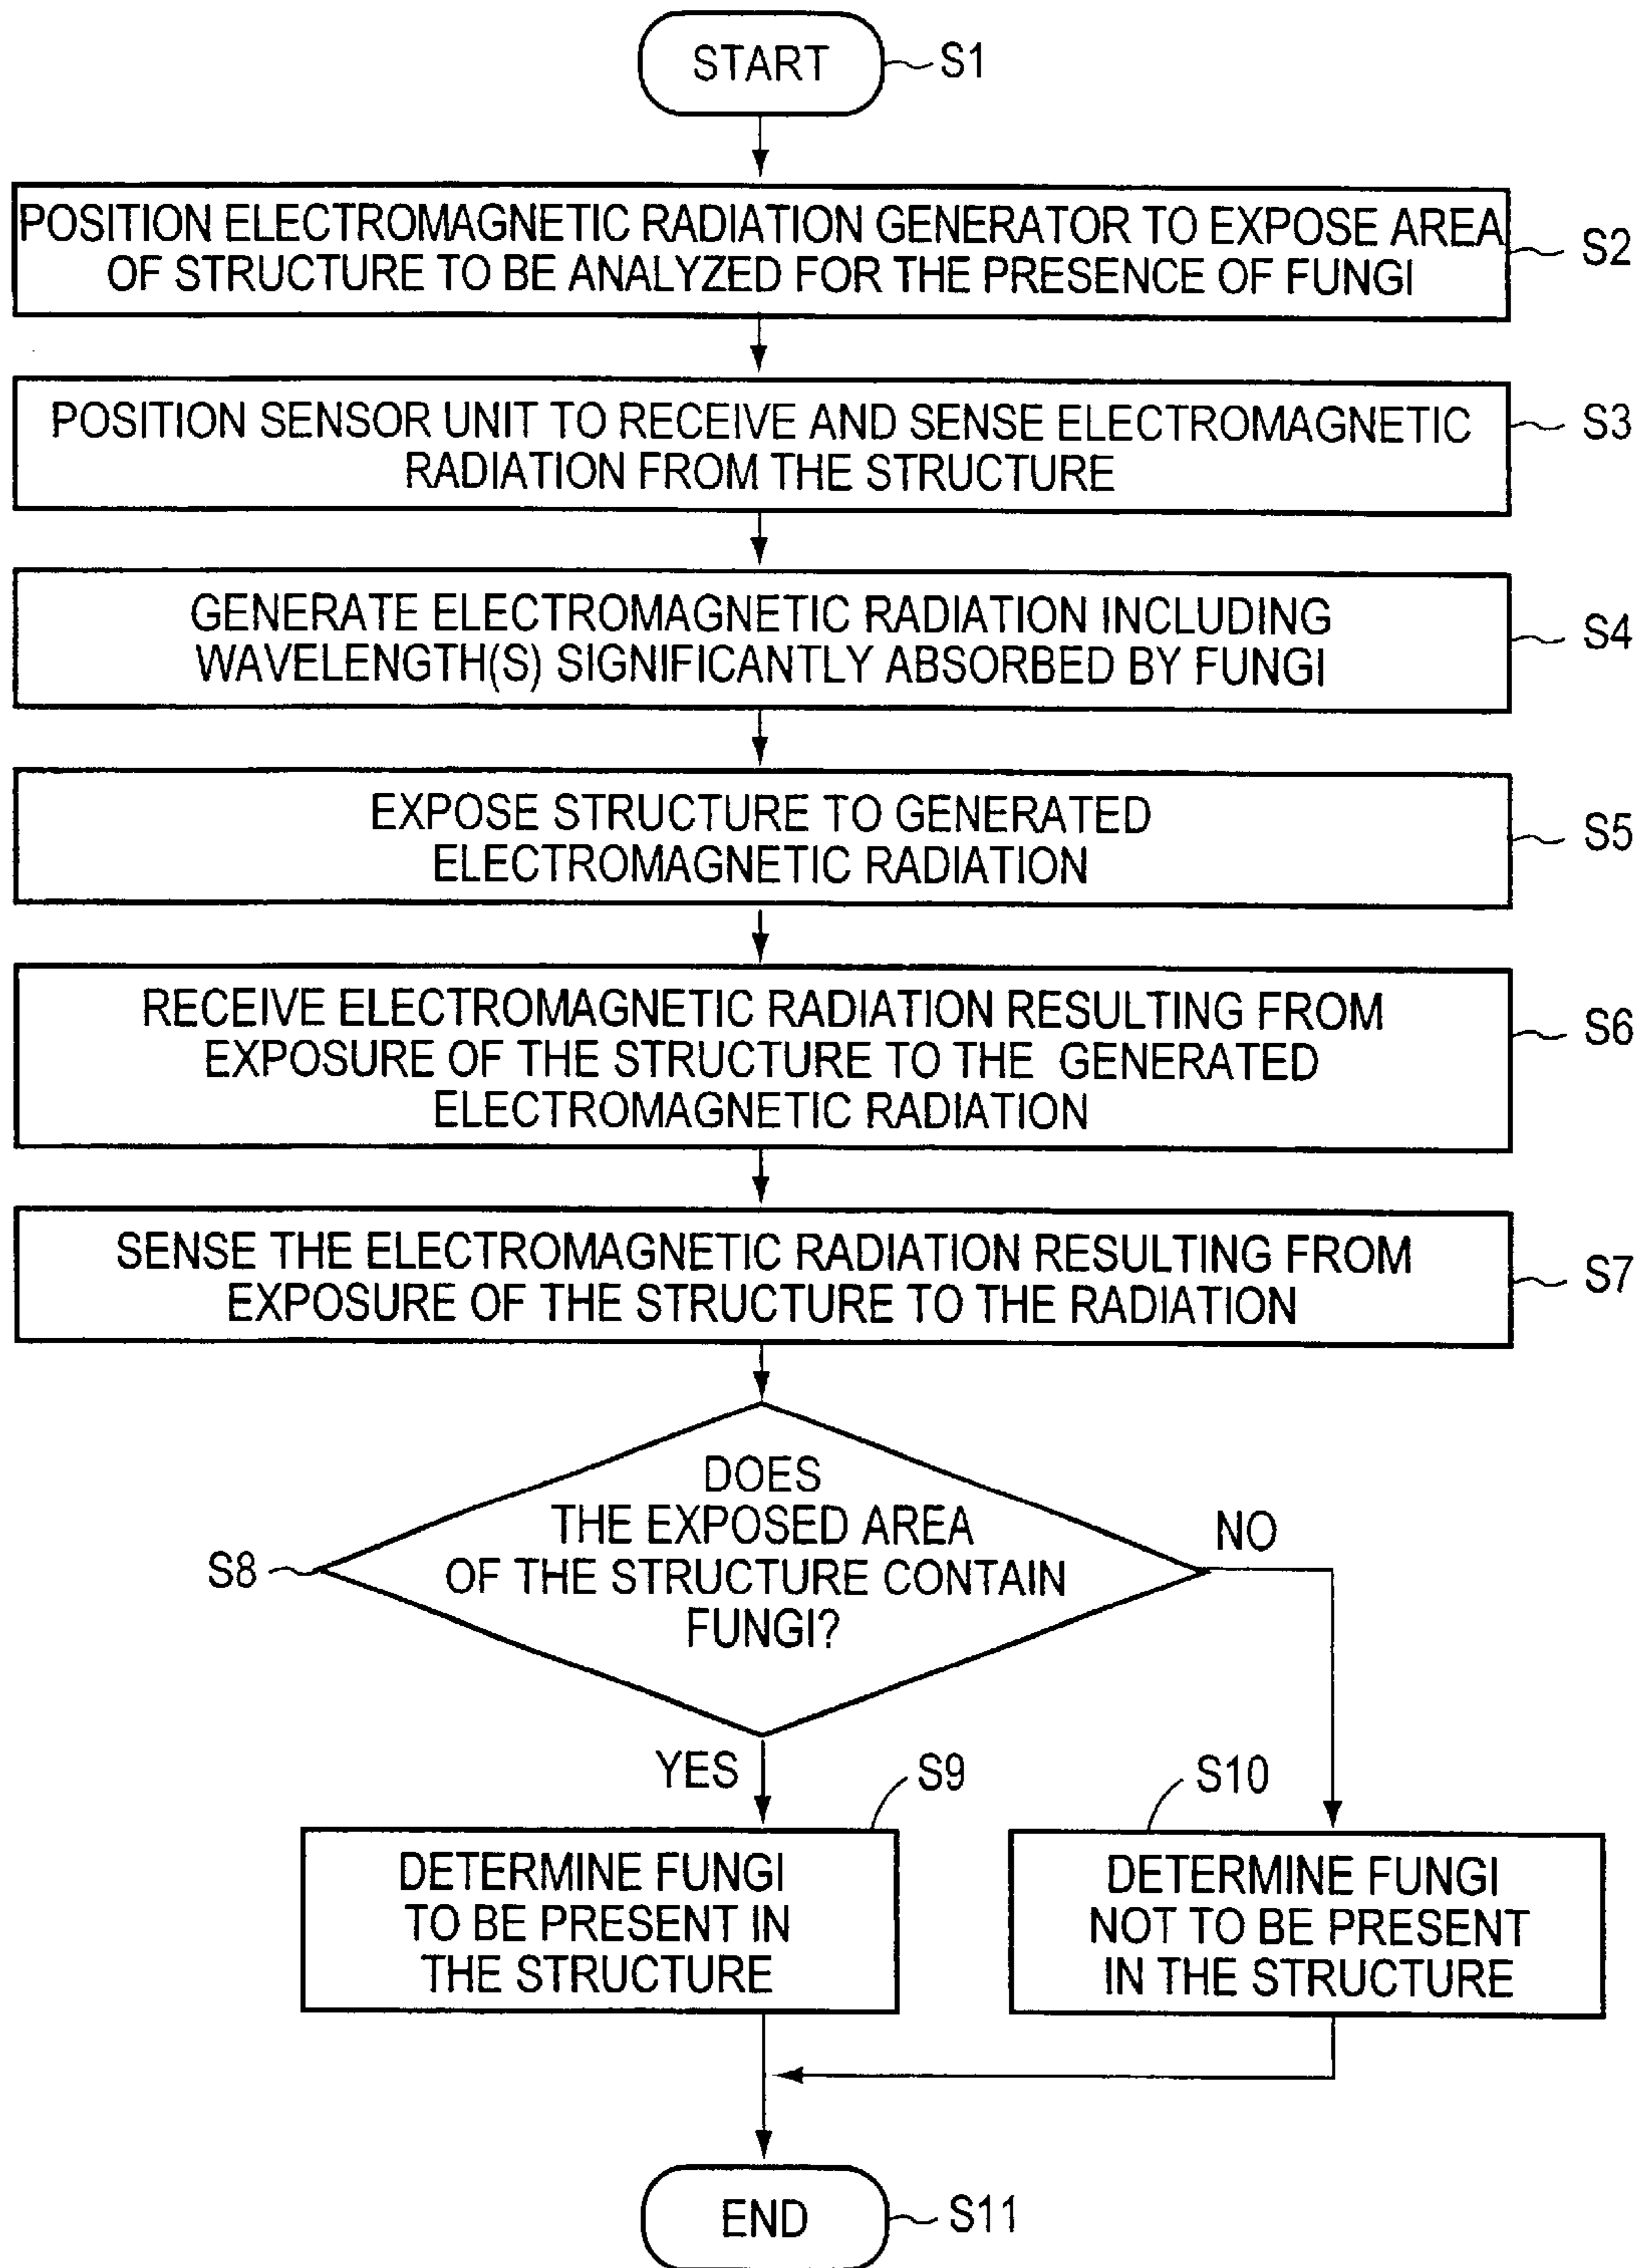 START
S1
POSITION ELECTROMAGNETIC RADIATION GENERATOR TO EXPOSE AREA
OF STRUCTURE TO BE ANALYZED FOR THE PRESENCE OF FUNGI
S2
POSITION SENSOR UNIT TO RECEIVE AND SENSE ELECTROMAGNETIC
RADIATION FROM THE STRUCTURE
S3
GENERATE ELECTROMAGNETIC RADIATION INCLUDING
WAVELENGTH(S) SIGNIFICANTLY ABSORBED BY FUNGI
S4
EXPOSE STRUCTURE TO GENERATED
ELECTROMAGNETIC RADIATION
S5
RECEIVE ELECTROMAGNETIC RADIATION RESULTING FROM
EXPOSURE OF THE STRUCTURE TO THE GENERATED
ELECTROMAGNETIC RADIATION
S6
SENSE THE ELECTROMAGNETIC RADIATION RESULTING FROM
EXPOSURE OF THE STRUCTURE TO THE RADIATION
S7
DOES
THE EXPOSED AREA
OF THE STRUCTURE CONTAIN
FUNGI?
S8
NO
YES
S9
DETERMINE FUNGI
TO BE PRESENT IN
THE STRUCTURE
S10
DETERMINE FUNGI
NOT TO BE PRESENT
IN THE STRUCTURE
END
S11